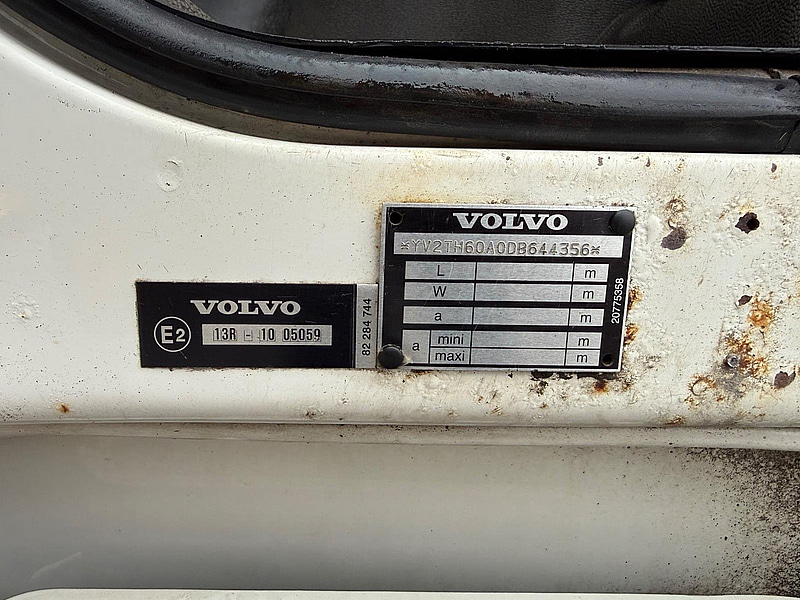 VOLVO
E2
13R - 10 05059
82 284 744
VOLVO
*YV2TH60A0DB644356*
L m
W m
a m
a mini m
maxi m
20775358